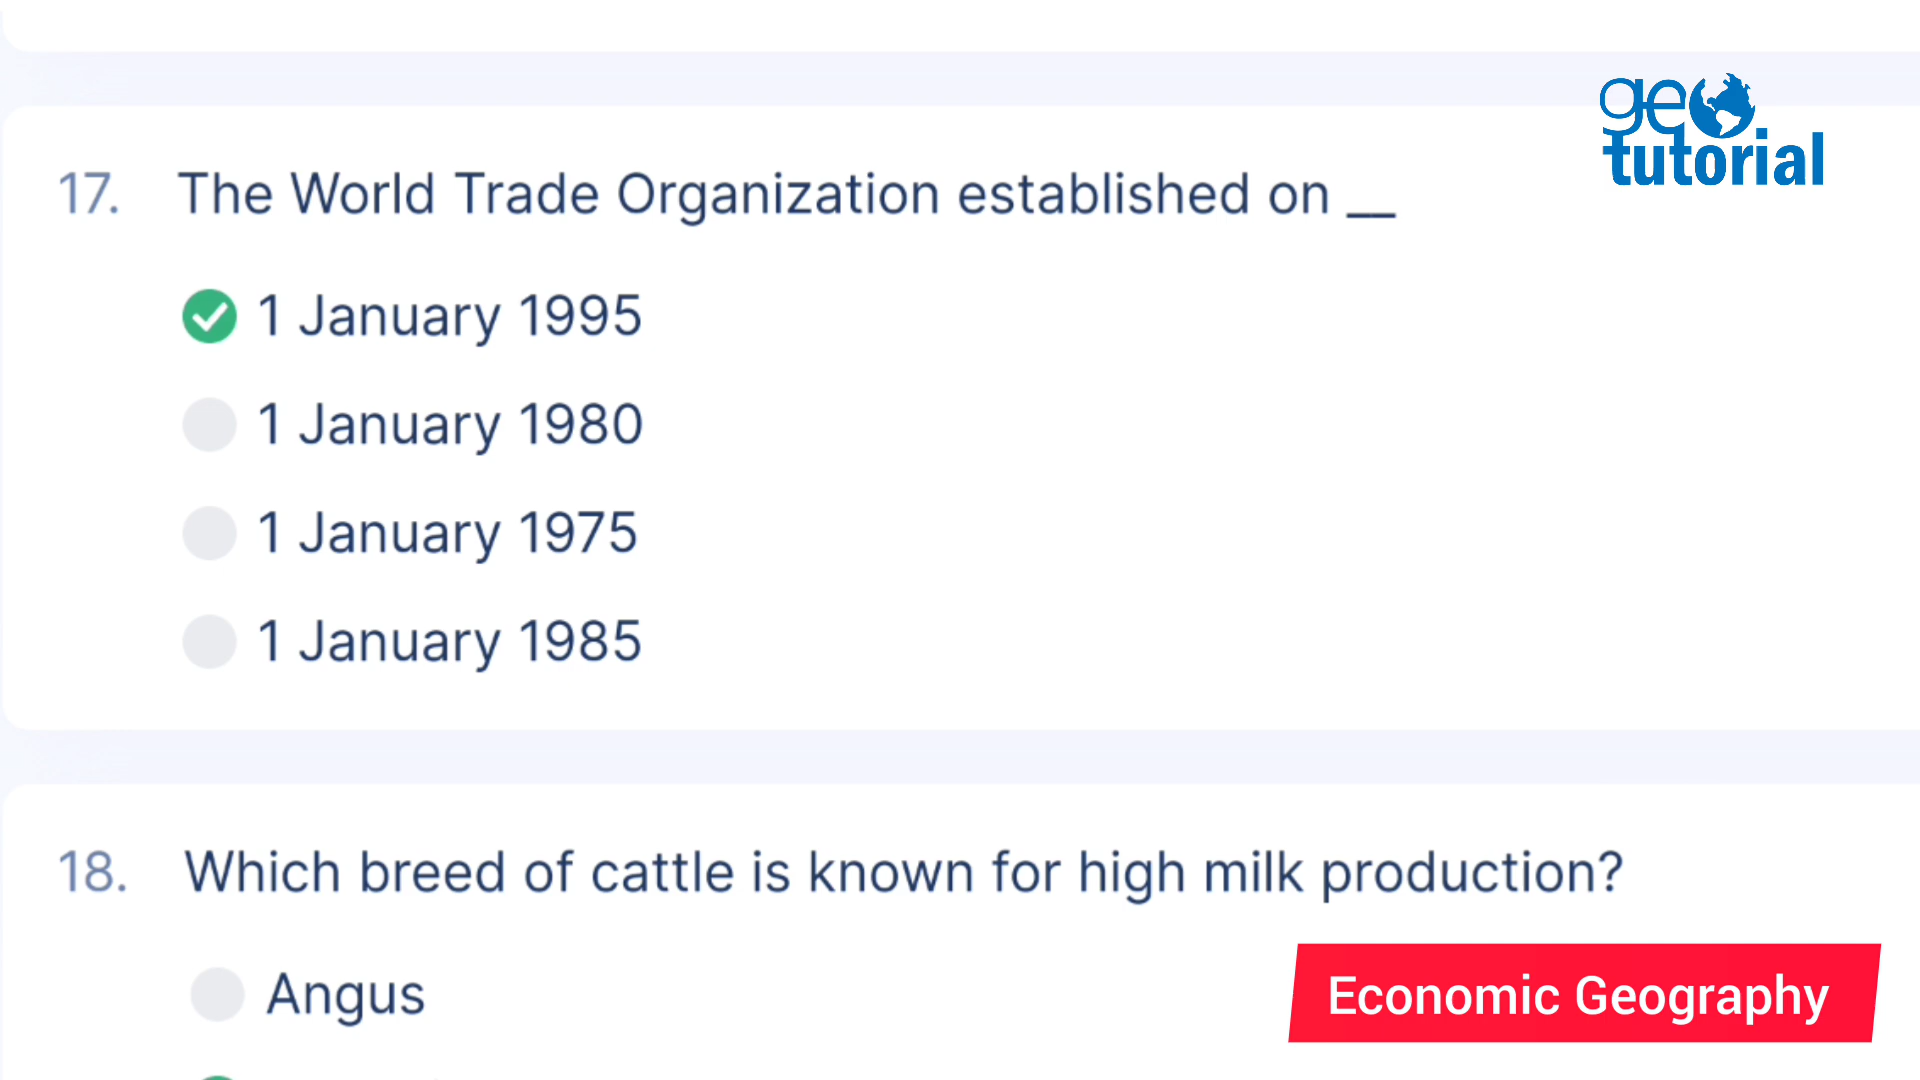 geo
tutorial
17. The World Trade Organization established on __
1 January 1995
1 January 1980
1 January 1975
1 January 1985
18. Which breed of cattle is known for high milk production?
Angus
Economic Geography